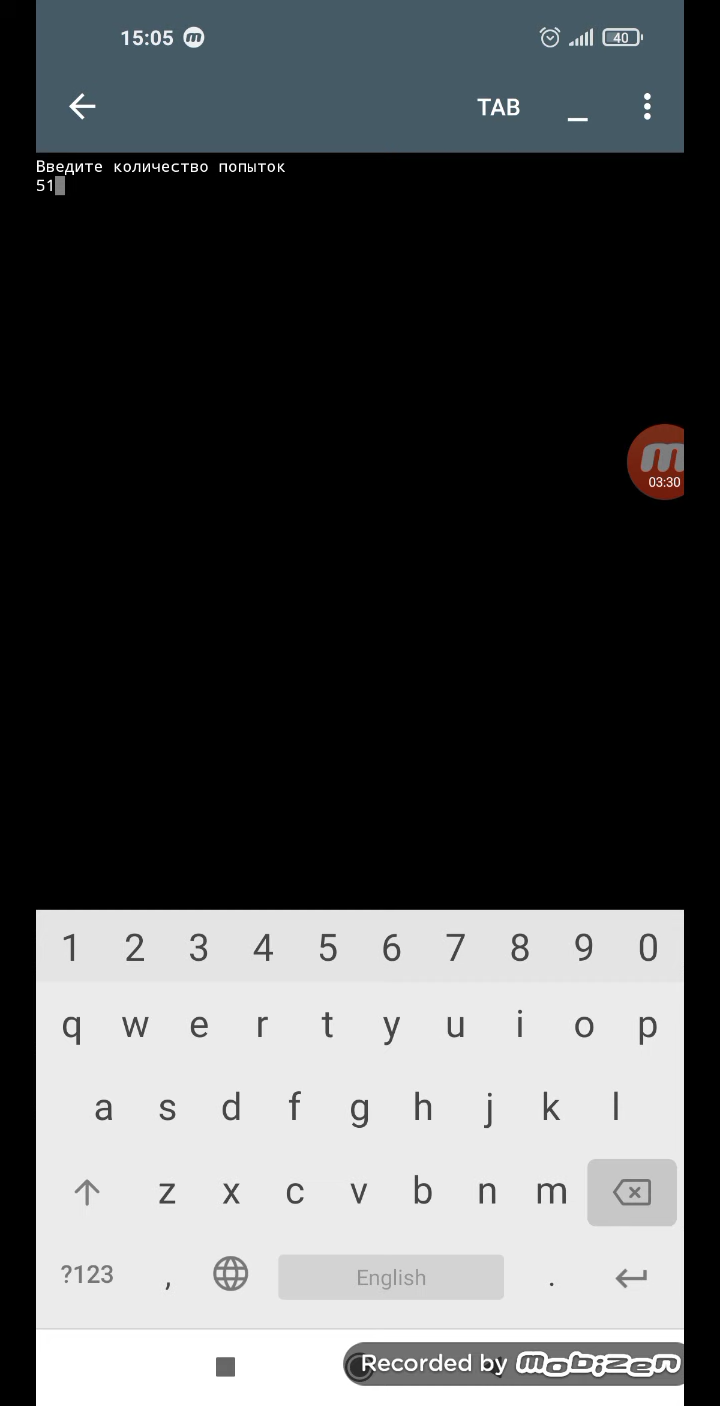 15:05
40
TAB _
Введите количество попыток
51
03:30
1 2 3 4 5 6 7 8 9 0
q w e r t y u i o p
a s d f g h j k l
z x c v b n m
?123 , English .
Recorded by mobizen